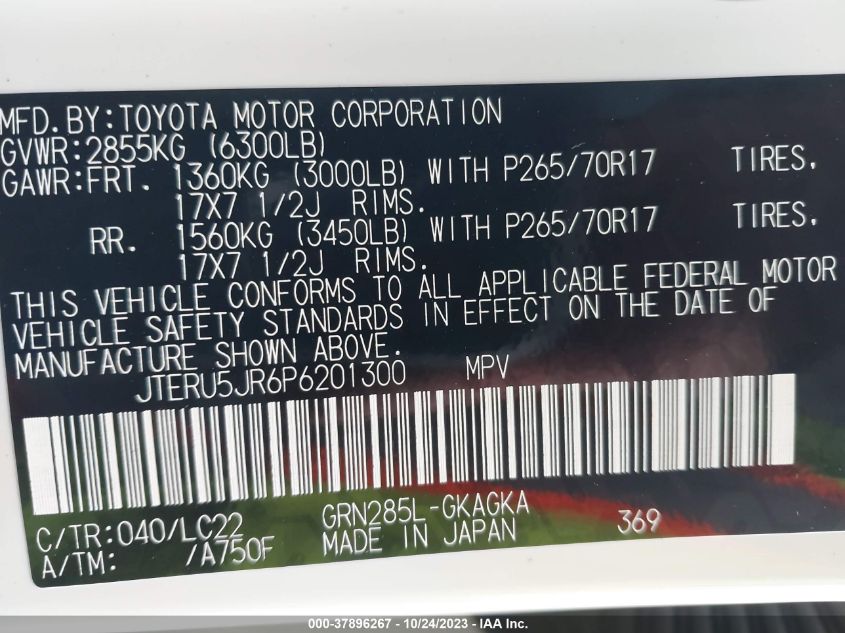 MFD.BY:TOYOTA MOTOR CORPORATION
GVWR:2855KG (6300LB)
GAWR:FRT. 1360KG (3000LB) WITH P265/70R17 TIRES.
17X7 1/2J RIMS.
RR. 1560KG (3450LB) WITH P265/70R17 TIRES.
17X7 1/2J RIMS.
THIS VEHICLE CONFORMS TO ALL APPLICABLE FEDERAL MOTOR
VEHICLE SAFETY STANDARDS IN EFFECT ON THE DATE OF
MANUFACTURE SHOWN ABOVE.
JTERU5JR6P6201300 MPV
C/TR:040/LC22 GRN285L-GKAGKA 369
A/TM: /A750F MADE IN JAPAN
000-37896267 - 10/24/2023 - © IAA Inc.